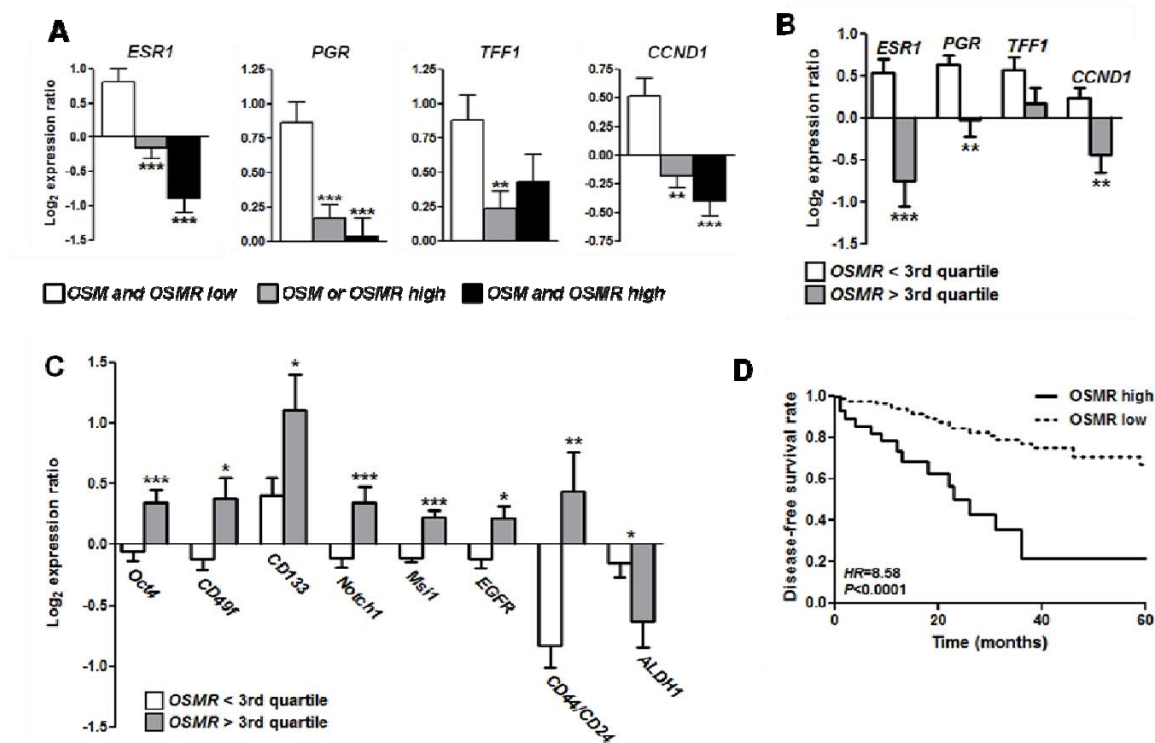 A
ESR1
PGR
TFF1
CCND1
Log2 expression ratio
1.5
1.0
0.5
0.0
-0.5
-1.0
-1.5
***
***
1.25
1.00
0.75
0.50
0.25
0.00
***
***
1.25
1.00
0.75
0.50
0.25
0.00
**
0.75
0.50
0.25
0.00
-0.25
-0.50
-0.75
**
***
OSM and OSMR low
OSM or OSMR high
OSM and OSMR high
B
Log2 expression ratio
1.0
0.5
0.0
-0.5
-1.0
-1.5
ESR1
PGR
TFF1
CCND1
***
**
**
OSMR < 3rd quartile
OSMR > 3rd quartile
C
Log2 expression ratio
1.5
1.0
0.5
0.0
-0.5
-1.0
-1.5
***
*
*
***
***
*
**
*
Oct4
CD49f
CD133
Notch1
Msi1
EGFR
CD44/CD24
ALDH1
OSMR < 3rd quartile
OSMR > 3rd quartile
D
Disease-free survival rate
1.0
0.8
0.6
0.4
0.2
0.0
OSMR high
OSMR low
HR=8.58
P<0.0001
0
20
40
60
Time (months)